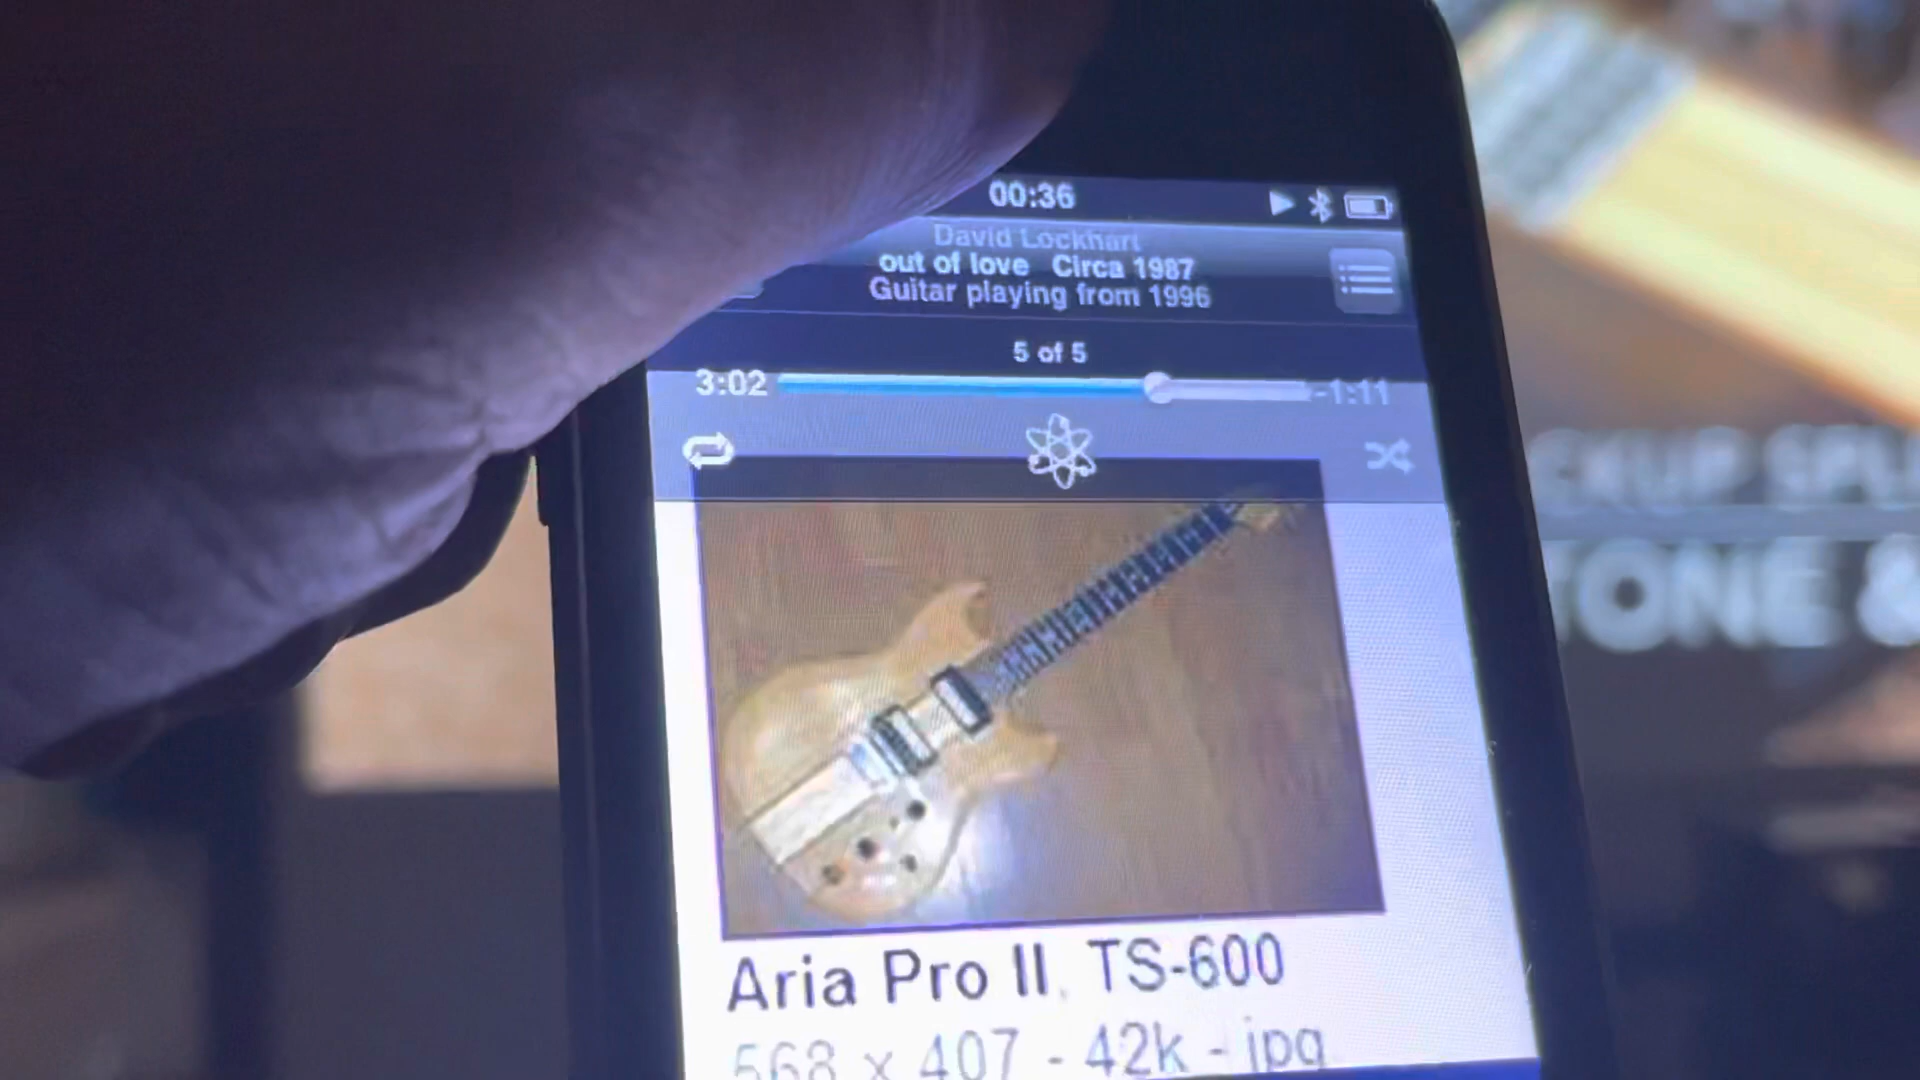 00:36
David Lockhart
out of love Circa 1987
Guitar playing from 1996
5 of 5
3:02
-1:11
Aria Pro II, TS-600
568 x 407 - 42k - jpg
TONE &